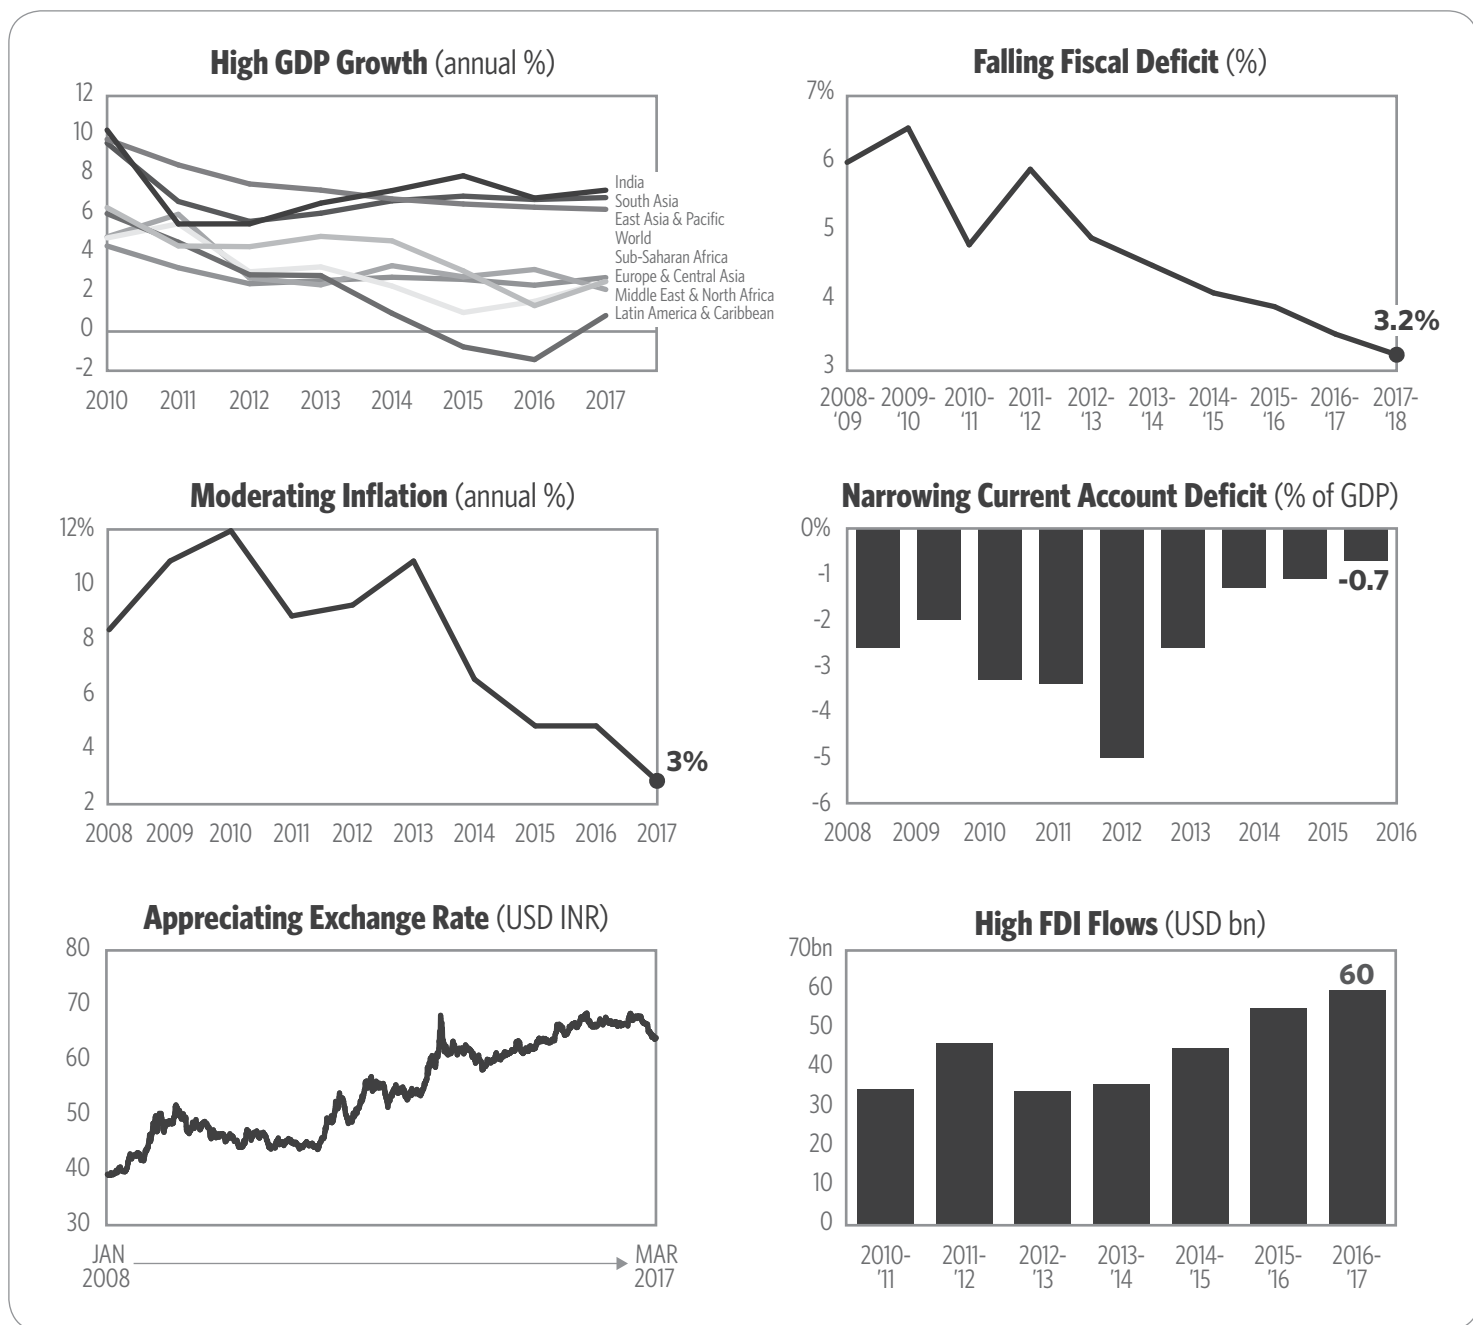 High GDP Growth (annual %)
12
10
8
6
4
2
0
-2
2010 2011 2012 2013 2014 2015 2016 2017
India
South Asia
East Asia & Pacific
World
Sub-Saharan Africa
Europe & Central Asia
Middle East & North Africa
Latin America & Caribbean
Falling Fiscal Deficit (%)
7%
6
5
4
3
3.2%
2008- 2009- 2010- 2011- 2012- 2013- 2014- 2015- 2016- 2017-
‘09 ‘10 ‘11 ‘12 ‘13 ‘14 ‘15 ‘16 ‘17 ‘18
Moderating Inflation (annual %)
12%
10
8
6
4
2
3%
2008 2009 2010 2011 2012 2013 2014 2015 2016 2017
Narrowing Current Account Deficit (% of GDP)
0%
-1
-2
-3
-4
-5
-6
-0.7
2008 2009 2010 2011 2012 2013 2014 2015 2016
Appreciating Exchange Rate (USD INR)
80
70
60
50
40
30
JAN MAR
2008 2017
High FDI Flows (USD bn)
70bn
60
50
40
30
20
10
0
60
2010- 2011- 2012- 2013- 2014- 2015- 2016-
’11 ’12 ’13 ’14 ’15 ’16 ’17